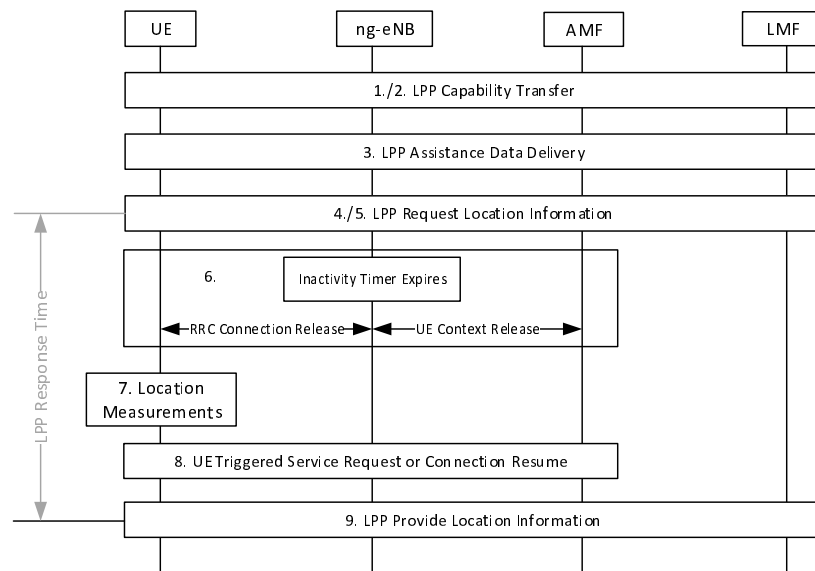 UE
ng-eNB
AMF
LMF
1./2. LPP Capability Transfer
3. LPP Assistance Data Delivery
4./5. LPP Request Location Information
6.
Inactivity Timer Expires
RRC Connection Release
UE Context Release
LPP Response Time
7. Location
Measurements
8. UE Triggered Service Request or Connection Resume
9. LPP Provide Location Information